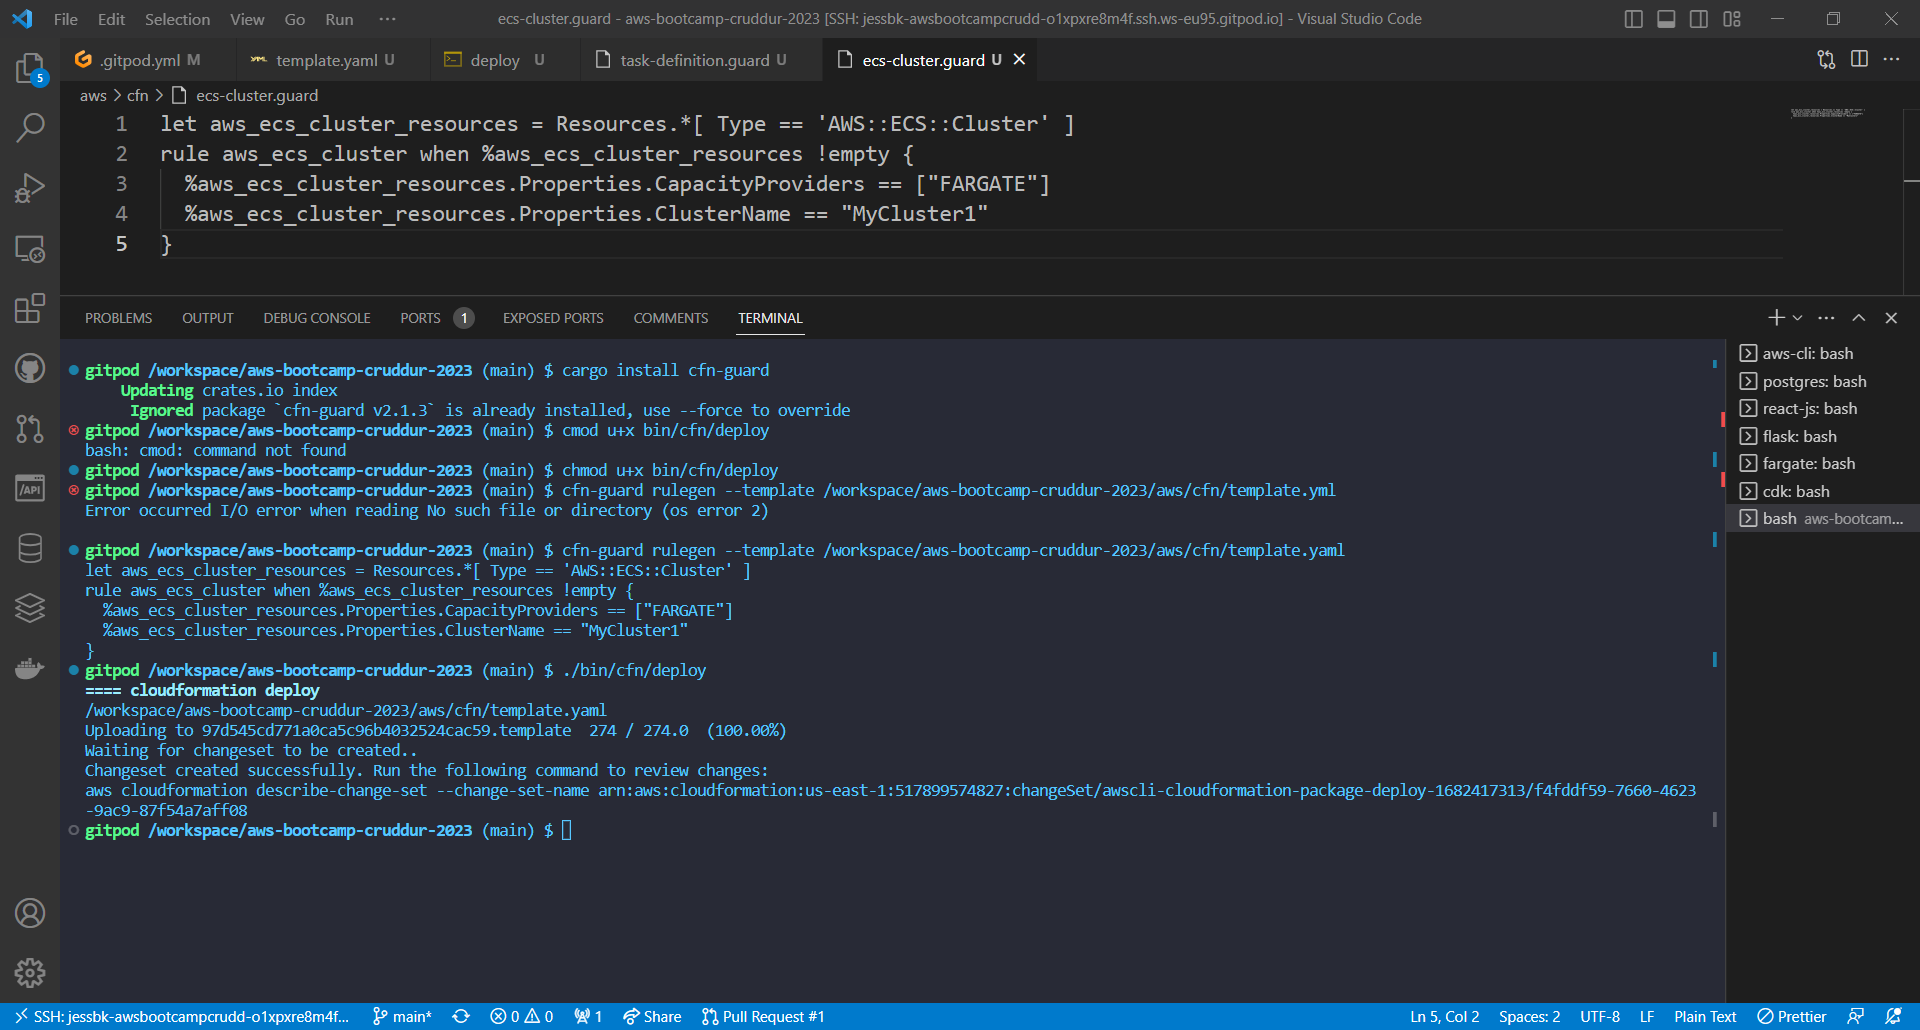 File Edit Selection View Go Run ··· ecs-cluster.guard - aws-bootcamp-cruddur-2023 [SSH: jessbk-awsbootcampcrudd-o1xpxre8m4f.ssh.ws-eu95.gitpod.io] - Visual Studio Code
5
.gitpod.yml M template.yaml U deploy U task-definition.guard U ecs-cluster.guard U
aws > cfn > ecs-cluster.guard
1 let aws_ecs_cluster_resources = Resources.*[ Type == 'AWS::ECS::Cluster' ]
2 rule aws_ecs_cluster when %aws_ecs_cluster_resources !empty {
3 %aws_ecs_cluster_resources.Properties.CapacityProviders == ["FARGATE"]
4 %aws_ecs_cluster_resources.Properties.ClusterName == "MyCluster1"
5 }
PROBLEMS OUTPUT DEBUG CONSOLE PORTS 1 EXPOSED PORTS COMMENTS TERMINAL
gitpod /workspace/aws-bootcamp-cruddur-2023 (main) $ cargo install cfn-guard
Updating crates.io index
Ignored package `cfn-guard v2.1.3` is already installed, use --force to override
gitpod /workspace/aws-bootcamp-cruddur-2023 (main) $ cmod u+x bin/cfn/deploy
bash: cmod: command not found
gitpod /workspace/aws-bootcamp-cruddur-2023 (main) $ chmod u+x bin/cfn/deploy
gitpod /workspace/aws-bootcamp-cruddur-2023 (main) $ cfn-guard rulegen --template /workspace/aws-bootcamp-cruddur-2023/aws/cfn/template.yml
Error occurred I/O error when reading No such file or directory (os error 2)
gitpod /workspace/aws-bootcamp-cruddur-2023 (main) $ cfn-guard rulegen --template /workspace/aws-bootcamp-cruddur-2023/aws/cfn/template.yaml
let aws_ecs_cluster_resources = Resources.*[ Type == 'AWS::ECS::Cluster' ]
rule aws_ecs_cluster when %aws_ecs_cluster_resources !empty {
%aws_ecs_cluster_resources.Properties.CapacityProviders == ["FARGATE"]
%aws_ecs_cluster_resources.Properties.ClusterName == "MyCluster1"
}
gitpod /workspace/aws-bootcamp-cruddur-2023 (main) $ ./bin/cfn/deploy
==== cloudformation deploy
/workspace/aws-bootcamp-cruddur-2023/aws/cfn/template.yaml
Uploading to 97d545cd771a0ca5c96b4032524cac59.template 274 / 274.0 (100.00%)
Waiting for changeset to be created..
Changeset created successfully. Run the following command to review changes:
aws cloudformation describe-change-set --change-set-name arn:aws:cloudformation:us-east-1:517899574827:changeSet/awscli-cloudformation-package-deploy-1682417313/f4fddf59-7660-4623
-9ac9-87f54a7aff08
gitpod /workspace/aws-bootcamp-cruddur-2023 (main) $
aws-cli: bash
postgres: bash
react-js: bash
flask: bash
fargate: bash
cdk: bash
bash aws-bootcam...
/API
SSH: jessbk-awsbootcampcrudd-o1xpxre8m4f... main* 0 0 1 Share Pull Request #1 Ln 5, Col 2 Spaces: 2 UTF-8 LF Plain Text Prettier